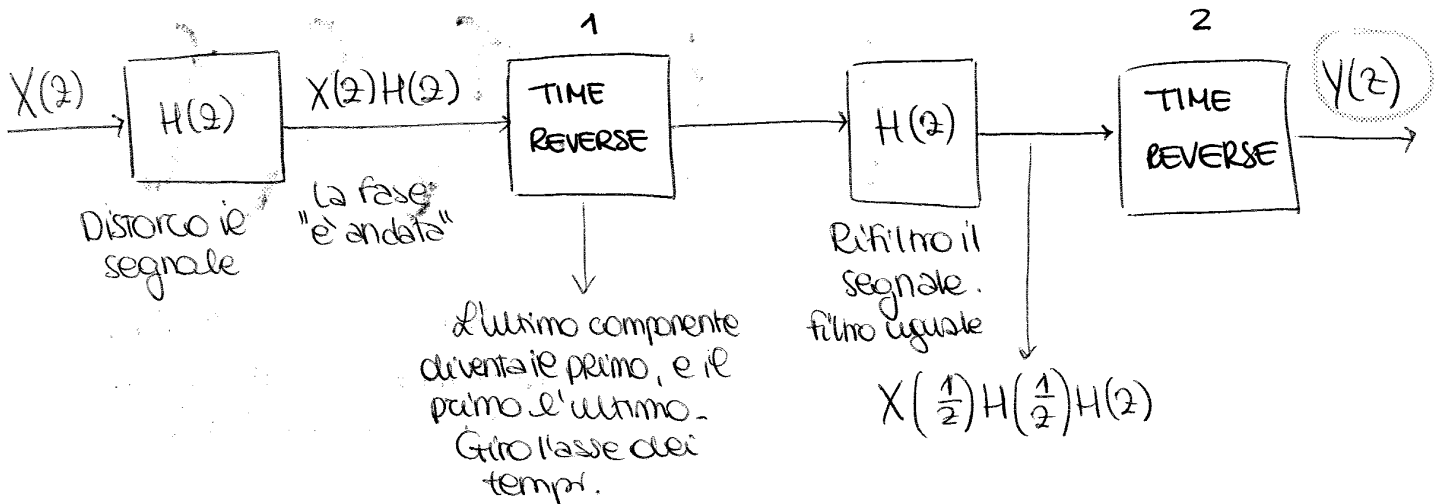 1
2
X(z)
H(z)
X(z)H(z)
TIME
REVERSE
H(z)
TIME
REVERSE
Y(z)
Distorco il
segnale
la fase
"è andata"
L'ultimo componente
diventa il primo, e il
primo l'ultimo.
Giro l'asse dei
tempi.
Rifiltro il
segnale.
filtro uguale
X(1/z)H(1/z)H(z)